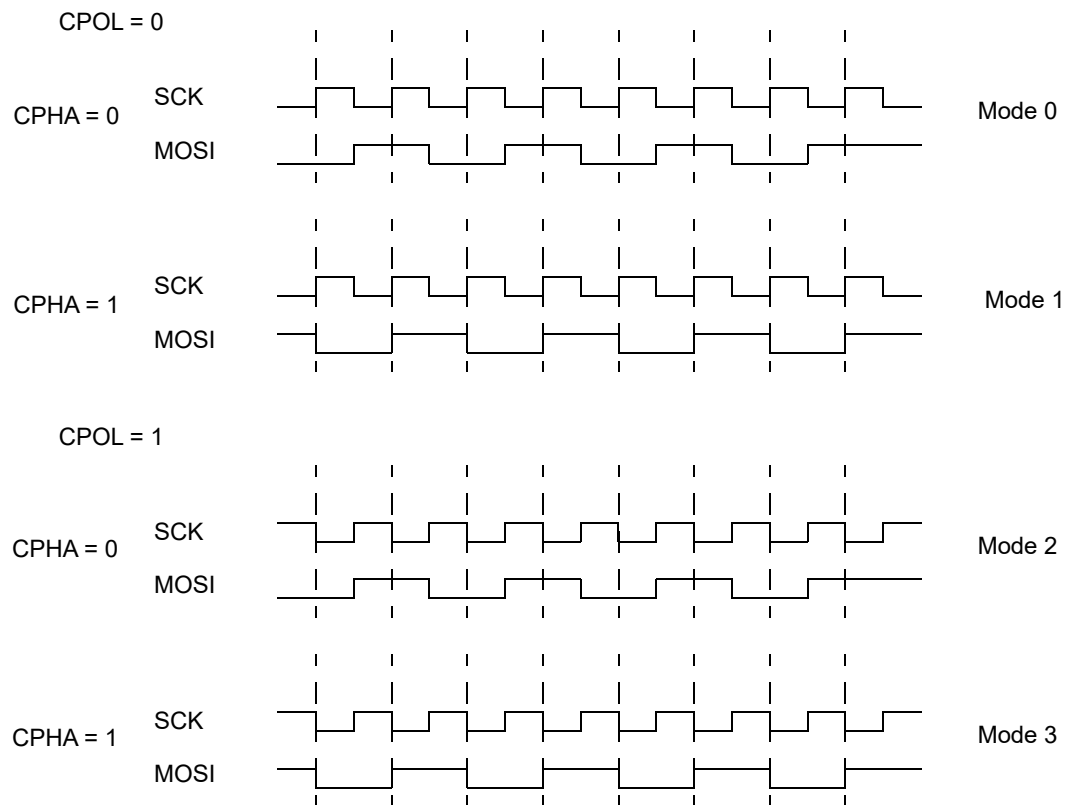 CPOL = 0
SCK
CPHA = 0
Mode 0
MOSI
SCK
CPHA = 1
Mode 1
MOSI
CPOL = 1
SCK
CPHA = 0
Mode 2
MOSI
SCK
CPHA = 1
Mode 3
MOSI